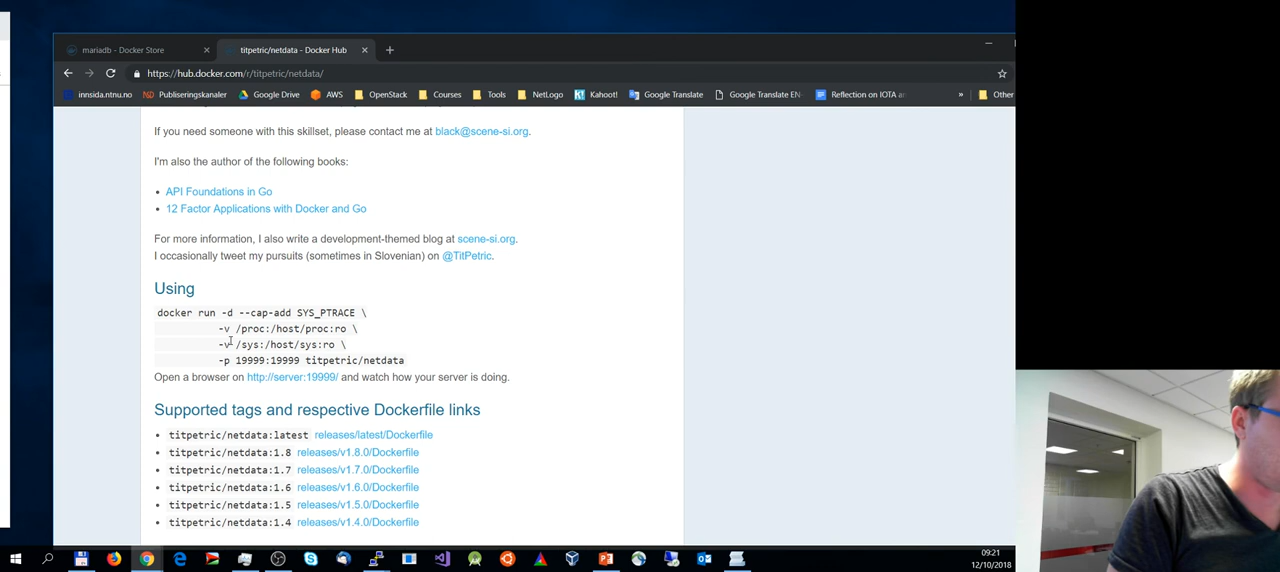 mariadb - Docker Store
titpetric/netdata - Docker Hub
https://hub.docker.com/r/titpetric/netdata/
innsida.ntnu.no Publiseringskanaler Google Drive AWS OpenStack Courses Tools NetLogo Kahoot! Google Translate Google Translate EN- Reflection on IOTA » Other
If you need someone with this skillset, please contact me at black@scene-si.org.
I'm also the author of the following books:
• API Foundations in Go
• 12 Factor Applications with Docker and Go
For more information, I also write a development-themed blog at scene-si.org.
I occasionally tweet my pursuits (sometimes in Slovenian) on @TitPetric.
Using
docker run -d --cap-add SYS_PTRACE \
-v /proc:/host/proc:ro \
-v /sys:/host/sys:ro \
-p 19999:19999 titpetric/netdata
Open a browser on http://server:19999/ and watch how your server is doing.
Supported tags and respective Dockerfile links
• titpetric/netdata:latest releases/latest/Dockerfile
• titpetric/netdata:1.8 releases/v1.8.0/Dockerfile
• titpetric/netdata:1.7 releases/v1.7.0/Dockerfile
• titpetric/netdata:1.6 releases/v1.6.0/Dockerfile
• titpetric/netdata:1.5 releases/v1.5.0/Dockerfile
• titpetric/netdata:1.4 releases/v1.4.0/Dockerfile
09:21
12/10/2018